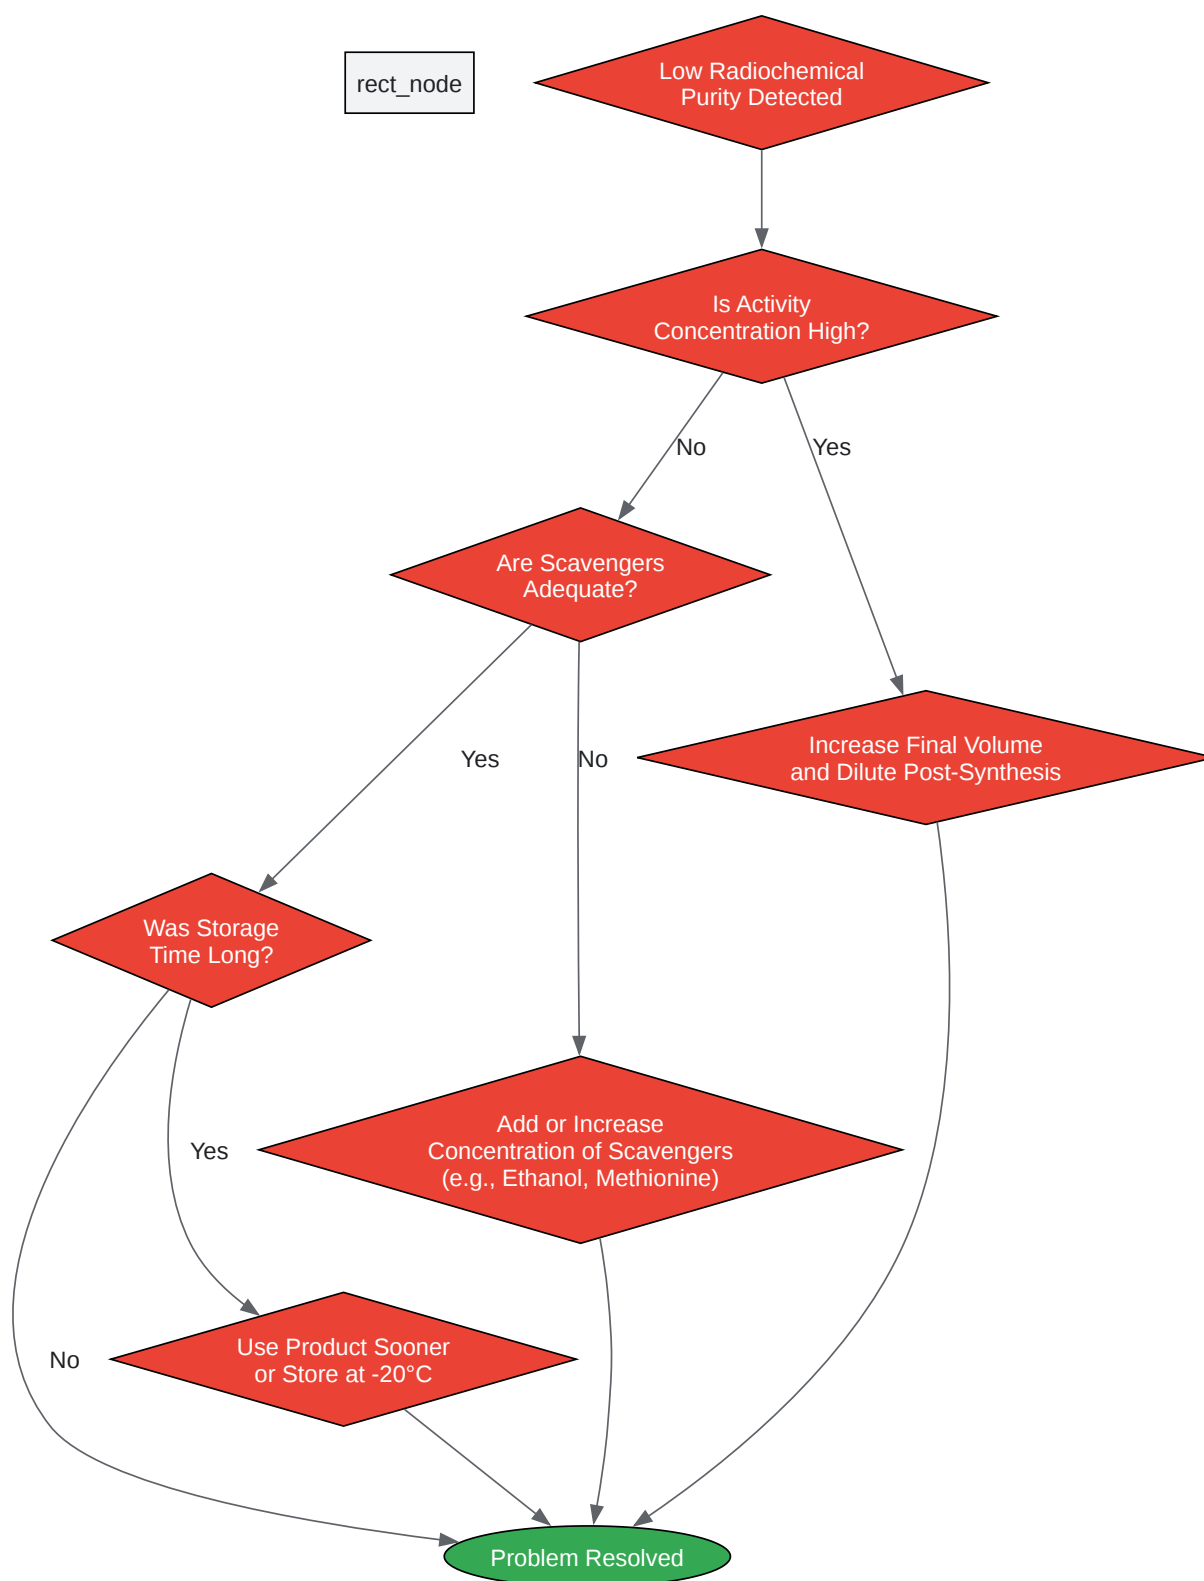 rect_node
Low Radiochemical
Purity Detected
Is Activity
Concentration High?
No
Yes
Are Scavengers
Adequate?
Increase Final Volume
and Dilute Post-Synthesis
Yes
No
Was Storage
Time Long?
Add or Increase
Concentration of Scavengers
(e.g., Ethanol, Methionine)
Yes
No
Use Product Sooner
or Store at -20°C
Problem Resolved